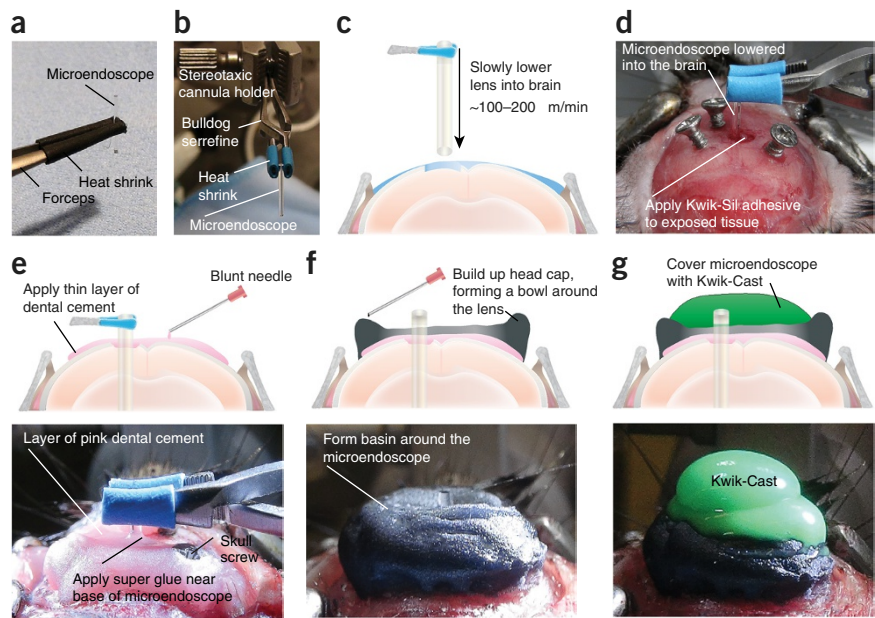 a
Microendoscope
Heat shrink
Forceps
b
Stereotaxic
cannula holder
Bulldog
serrefine
Heat
shrink
Microendoscope
c
Slowly lower
lens into brain
~100–200 m/min
d
Microendoscope lowered
into the brain
Apply Kwik-Sil adhesive
to exposed tissue
e
Apply thin layer of
dental cement
Blunt needle
Layer of pink dental cement
Skull
screw
Apply super glue near
base of microendoscope
f
Build up head cap,
forming a bowl around
the lens
Form basin around the
microendoscope
g
Cover microendoscope
with Kwik-Cast
Kwik-Cast